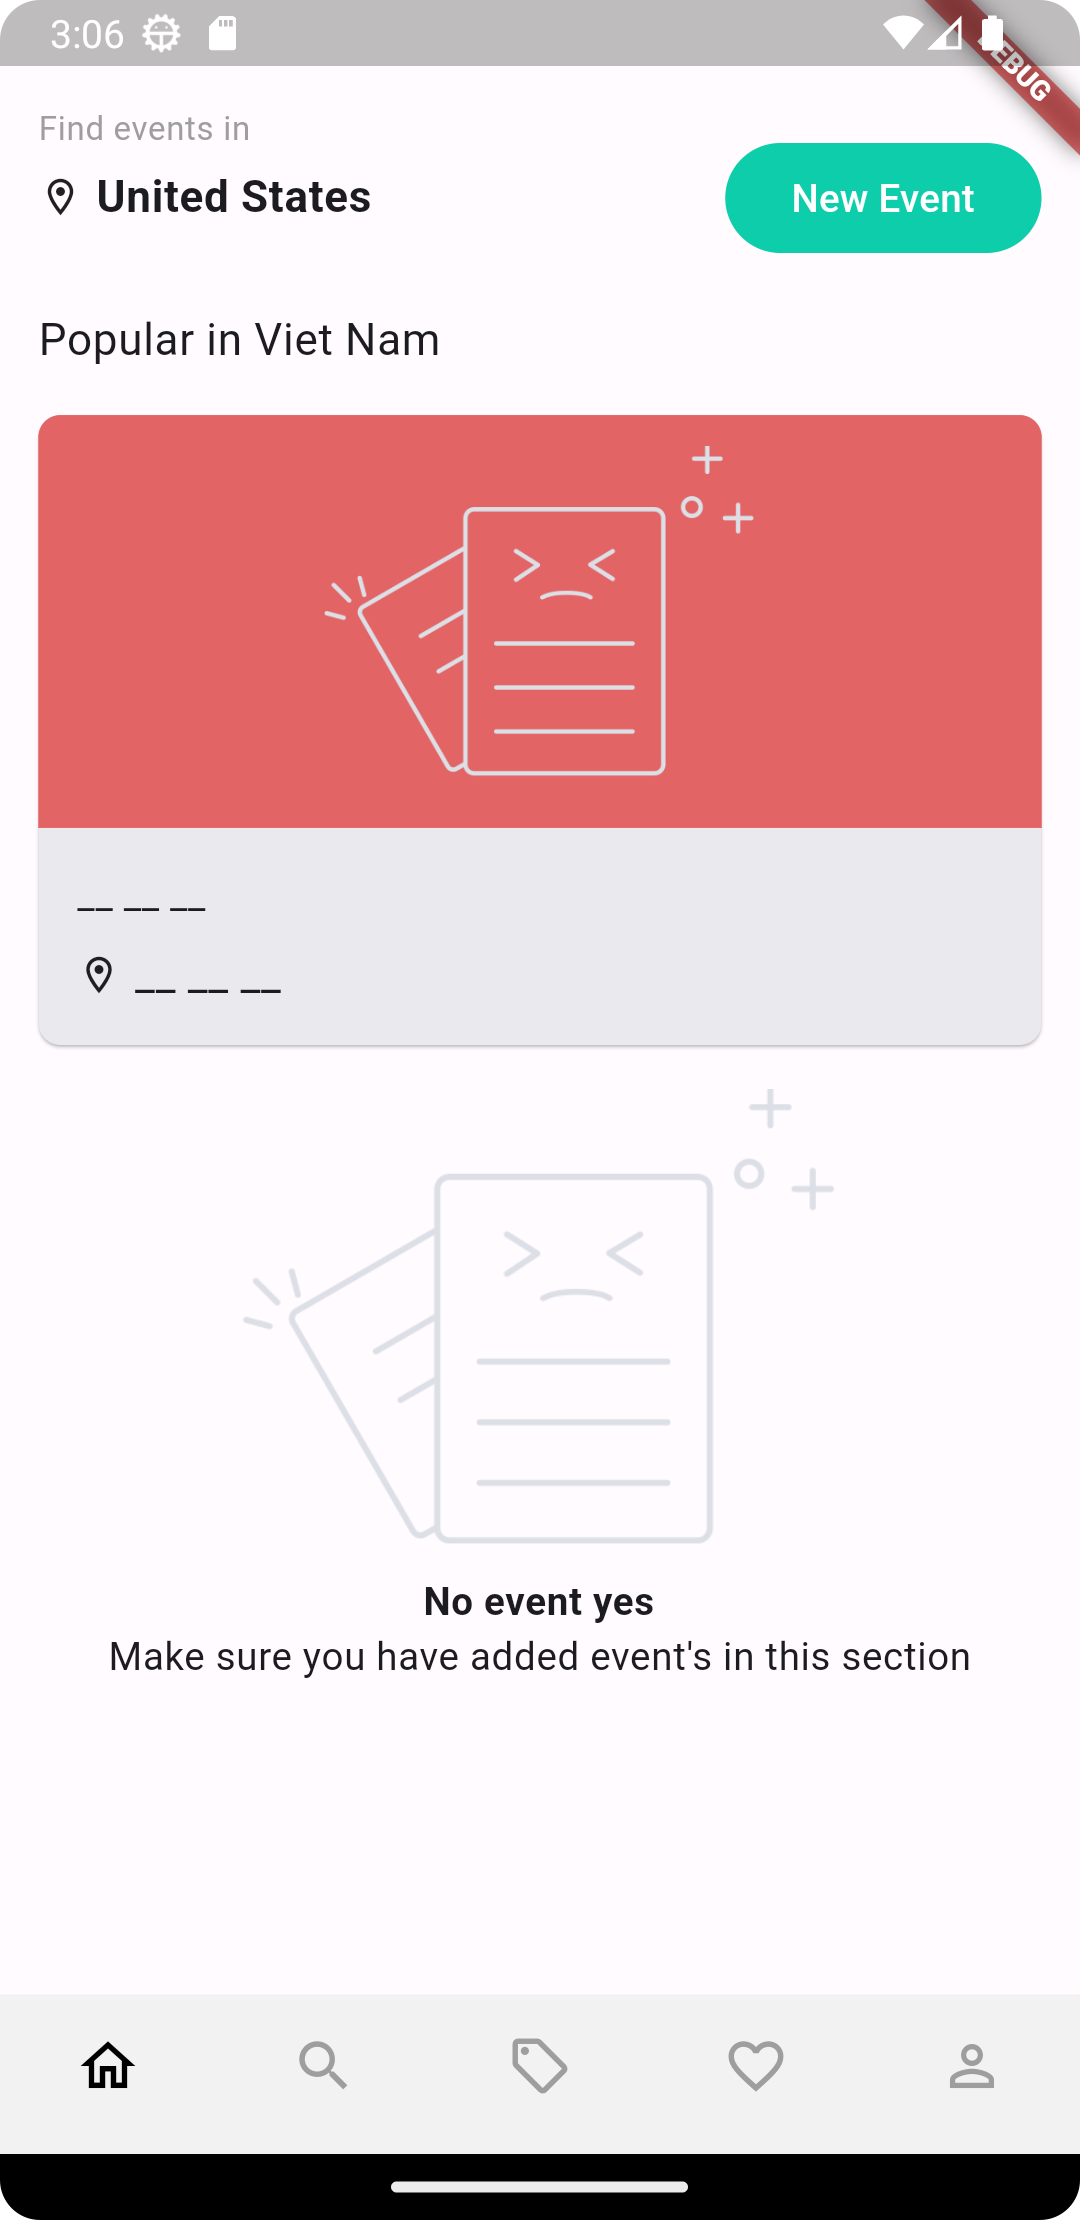 3:06
DEBUG
Find events in
United States
New Event
Popular in Viet Nam
__ __ __
__ __ __
No event yes
Make sure you have added event's in this section